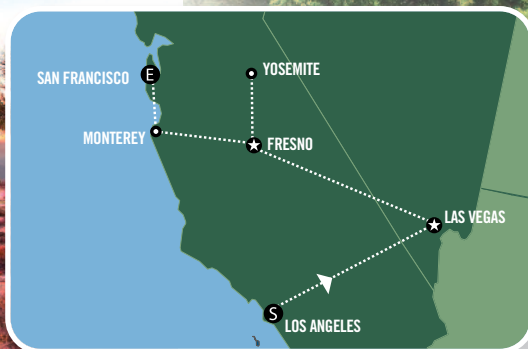 YOSEMITE
SAN FRANCISCO E
MONTEREY
FRESNO
LAS VEGAS
S
LOS ANGELES